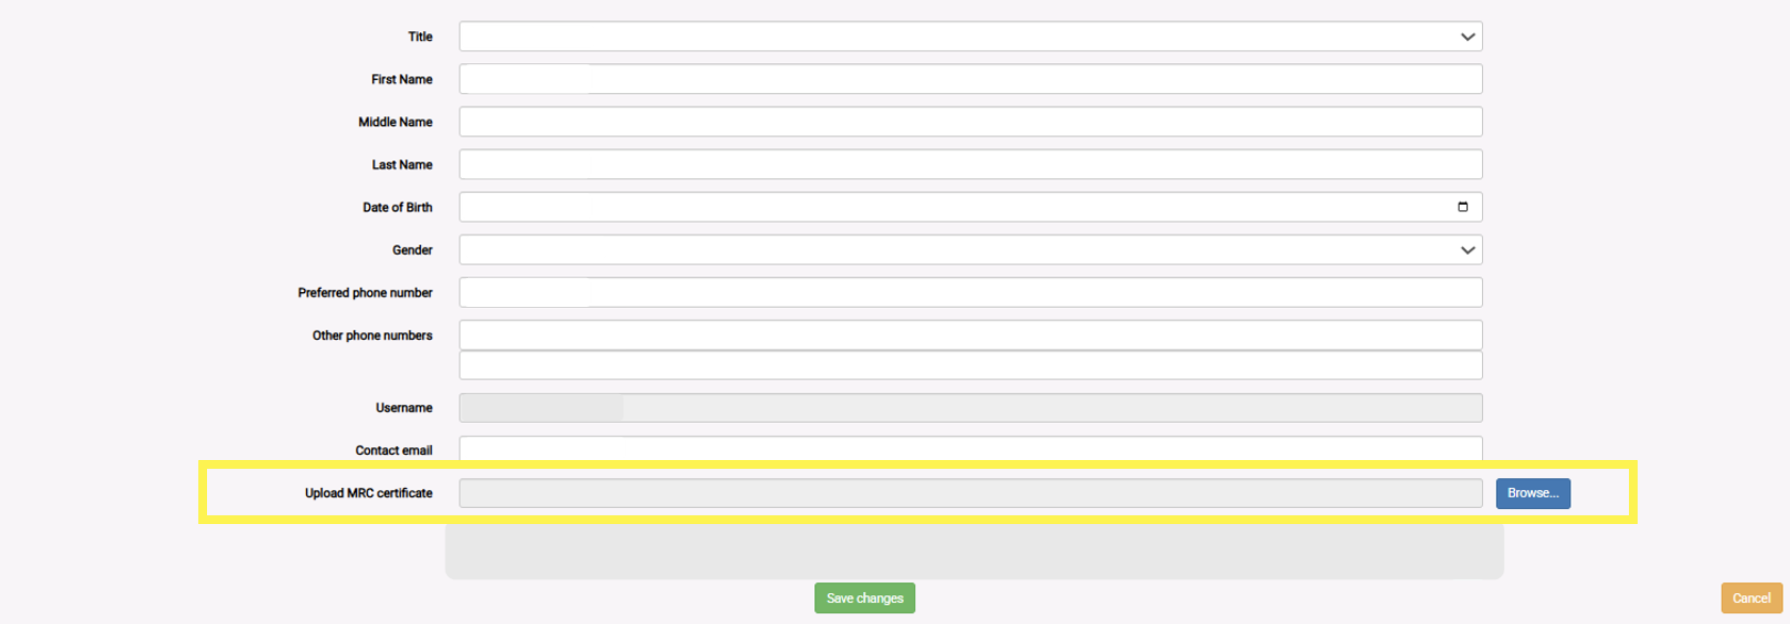 Title
First Name
Middle Name
Last Name
Date of Birth
Gender
Preferred phone number
Other phone numbers
Username
Contact email
Upload MRC certificate Browse...
Save changes Cancel